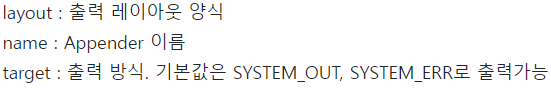 layout : 출력 레이아웃 양식
name : Appender 이름
target : 출력 방식. 기본값은 SYSTEM_OUT, SYSTEM_ERR로 출력가능